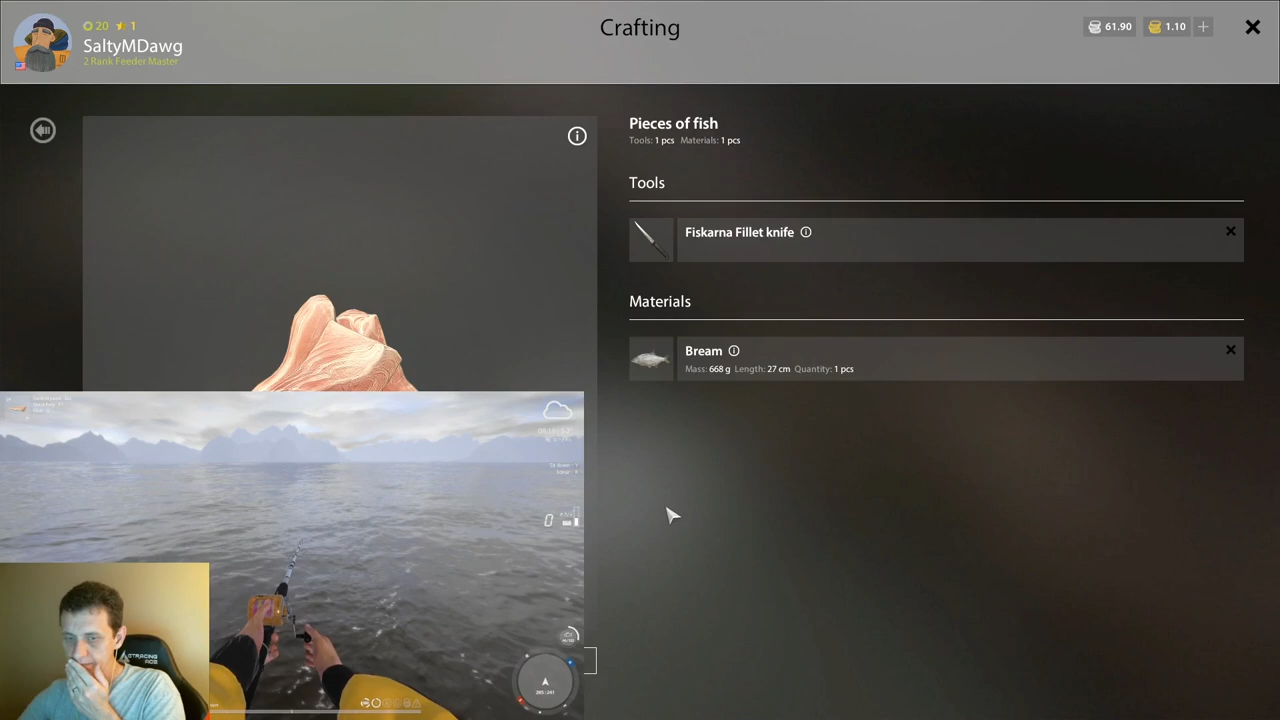 20 1
SaltyMDawg
2 Rank Feeder Master
Crafting
61.90
1.10
Pieces of fish
Tools: 1 pcs Materials: 1 pcs
Tools
Fiskarna Fillet knife
Materials
Bream
Mass: 668 g Length: 27 cm Quantity: 1 pcs
0